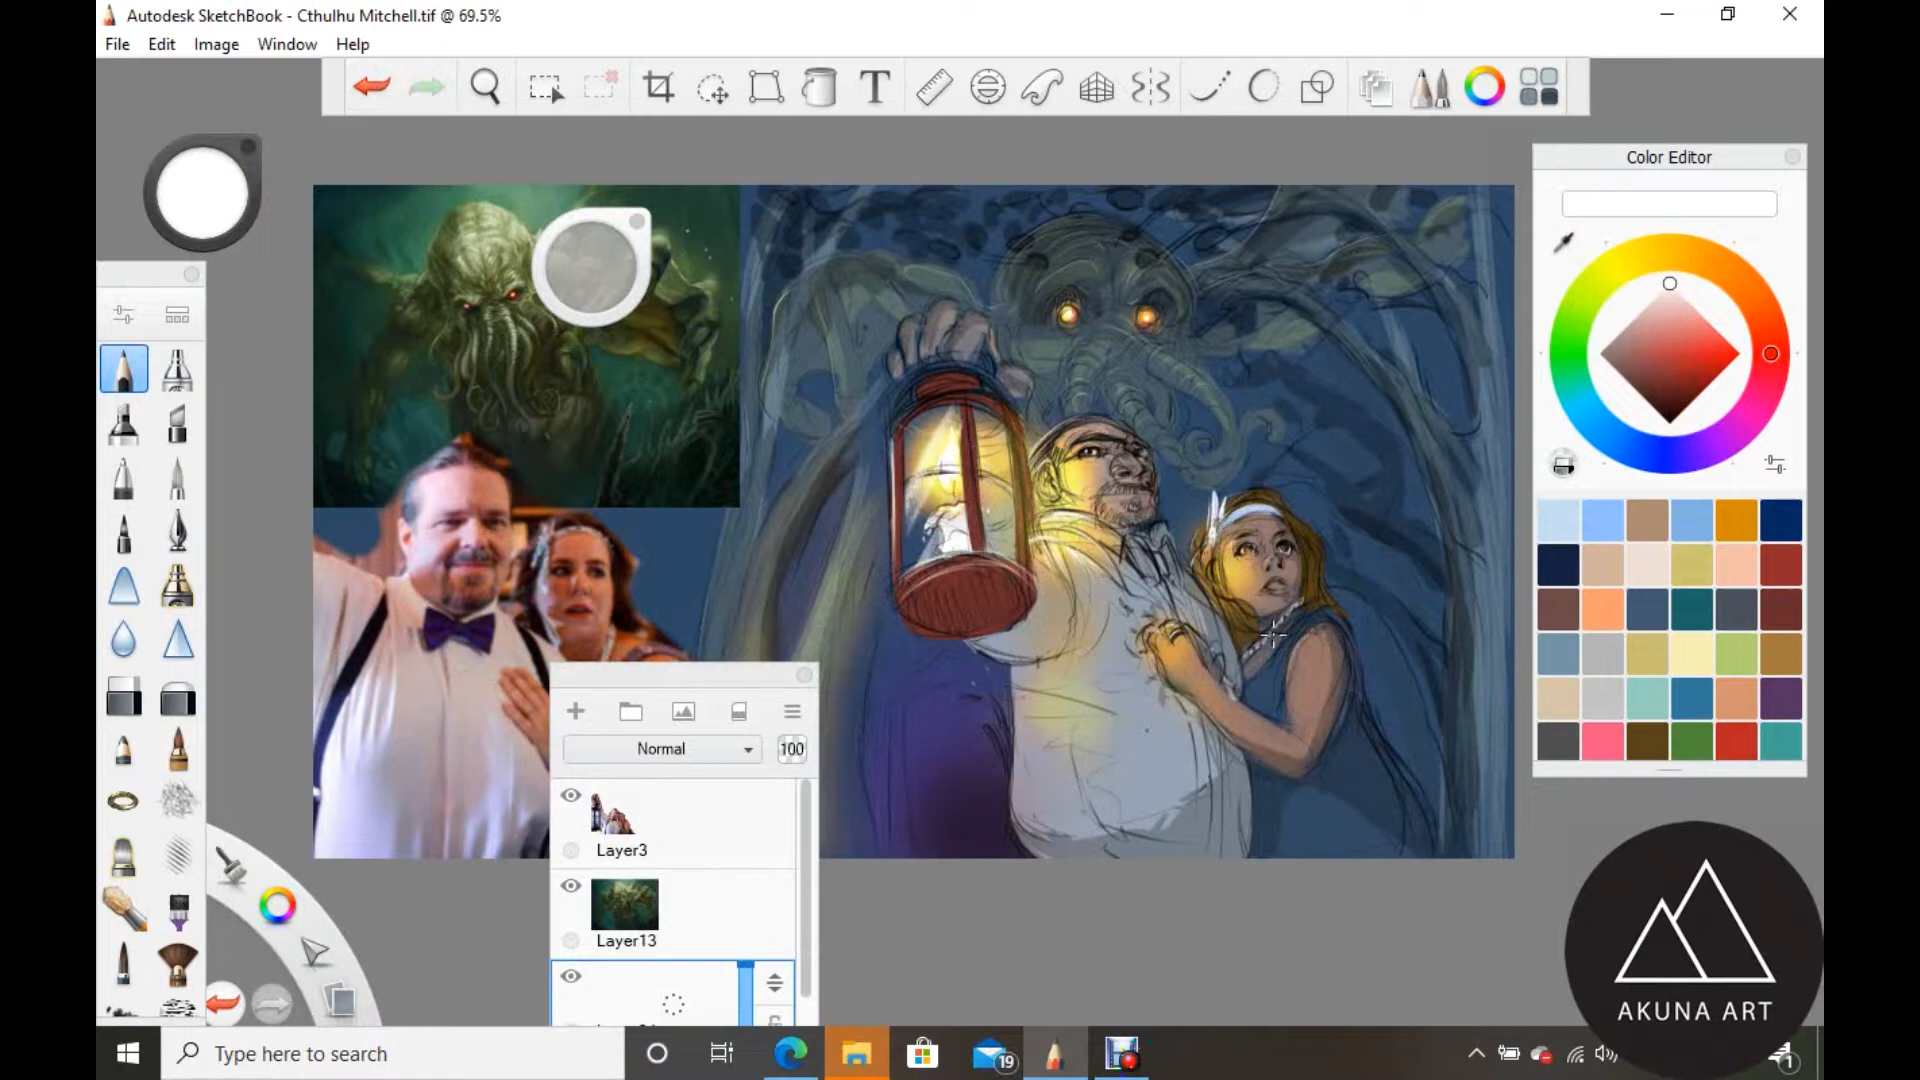 Autodesk SketchBook - Cthulhu Mitchell.tif @ 69.5%
File Edit Image Window Help
T
Color Editor
Normal 100
Layer3
Layer13
AKUNA ART
Type here to search
19
1